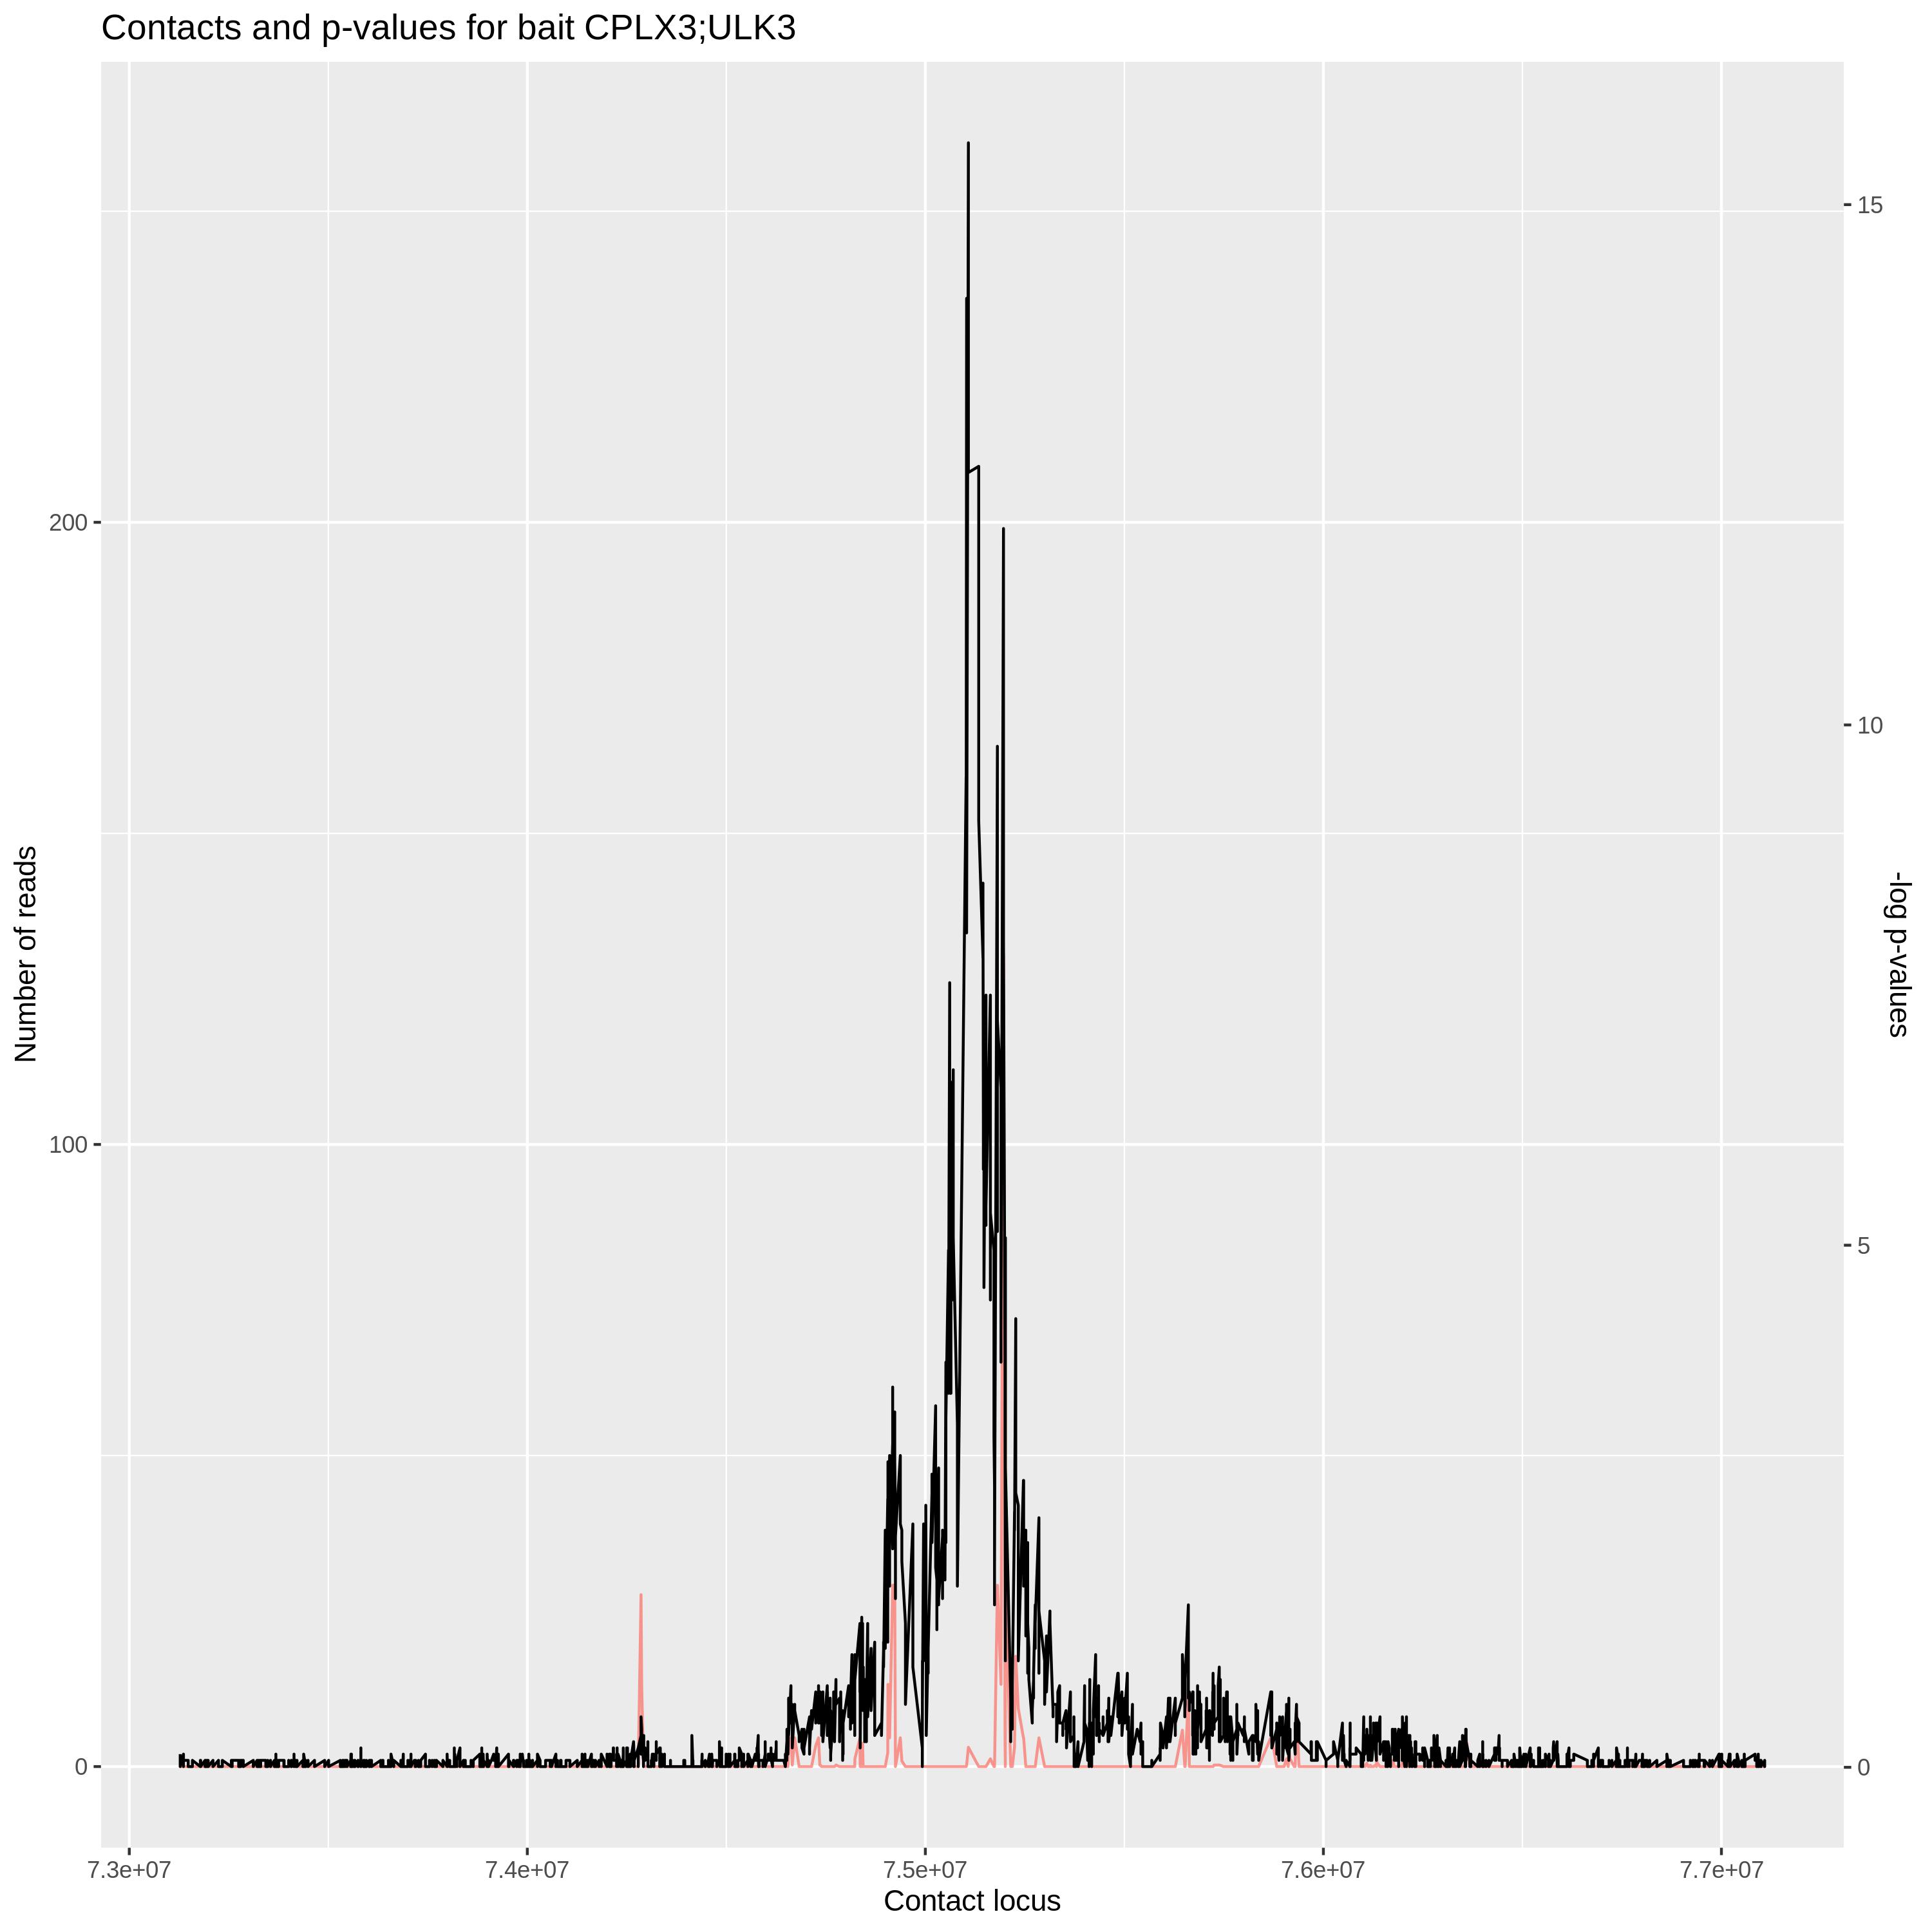 Contacts and p-values for bait CPLX3;ULK3
Number of reads
200
100
0
15
10
5
0
-log p-values
7.3e+07
7.4e+07
7.5e+07
7.6e+07
7.7e+07
Contact locus